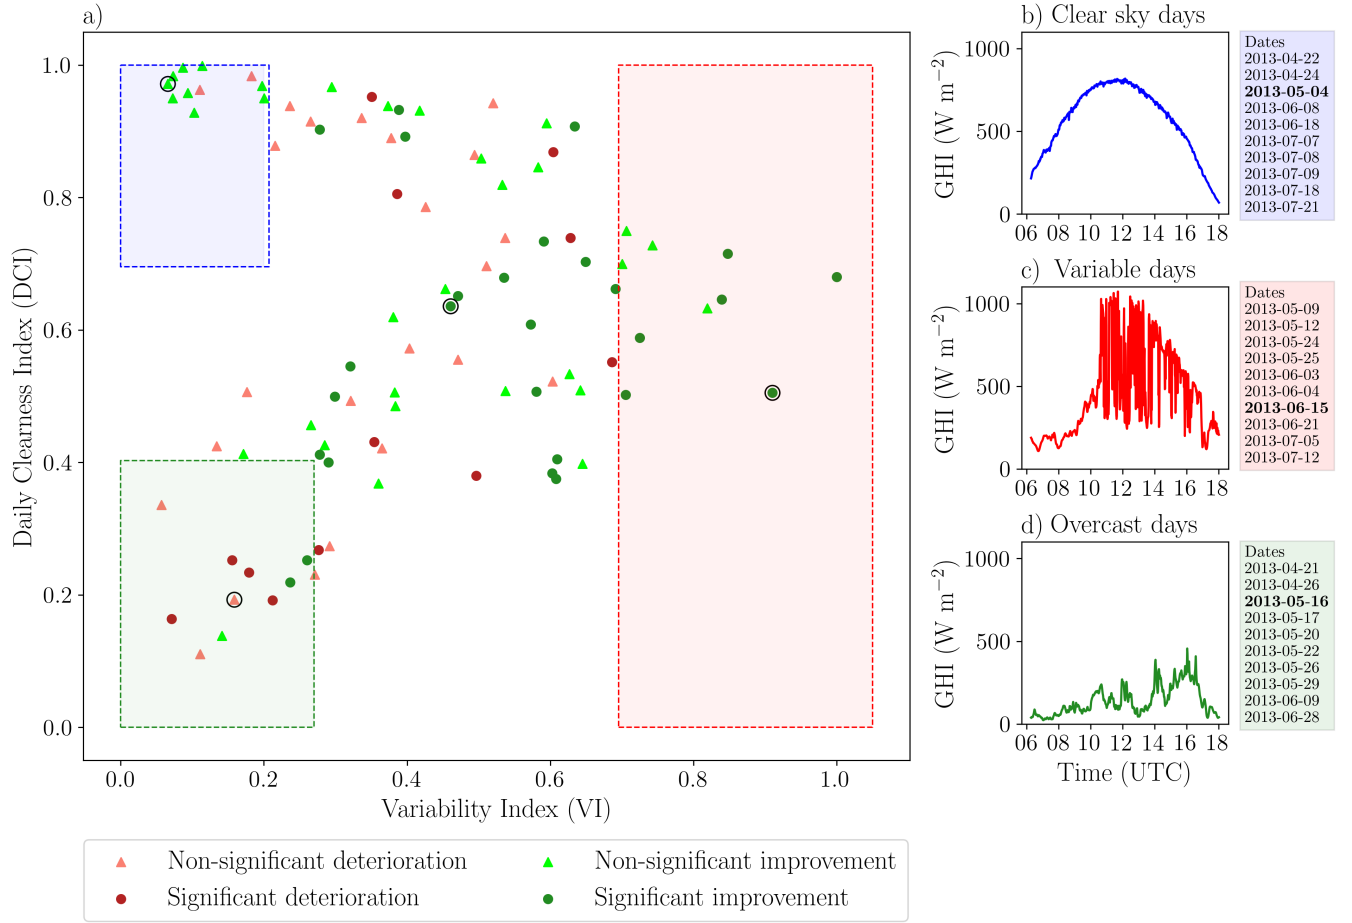 a)
1.0
0.8
0.6
0.4
0.2
0.0
Daily Clearness Index (DCI)
0.0 0.2 0.4 0.6 0.8 1.0
Variability Index (VI)
Non-significant deterioration
Significant deterioration
Non-significant improvement
Significant improvement
b) Clear sky days
1000
500
0
GHI (W m−2)
06 08 10 12 14 16 18
Dates
2013-04-22
2013-04-24
2013-05-04
2013-06-08
2013-06-18
2013-07-07
2013-07-08
2013-07-09
2013-07-18
2013-07-21
c) Variable days
1000
500
0
GHI (W m−2)
06 08 10 12 14 16 18
Dates
2013-05-09
2013-05-12
2013-05-24
2013-05-25
2013-06-03
2013-06-04
2013-06-15
2013-06-21
2013-07-05
2013-07-12
d) Overcast days
1000
500
0
GHI (W m−2)
06 08 10 12 14 16 18
Time (UTC)
Dates
2013-04-21
2013-04-26
2013-05-16
2013-05-17
2013-05-20
2013-05-22
2013-05-26
2013-05-29
2013-06-09
2013-06-28